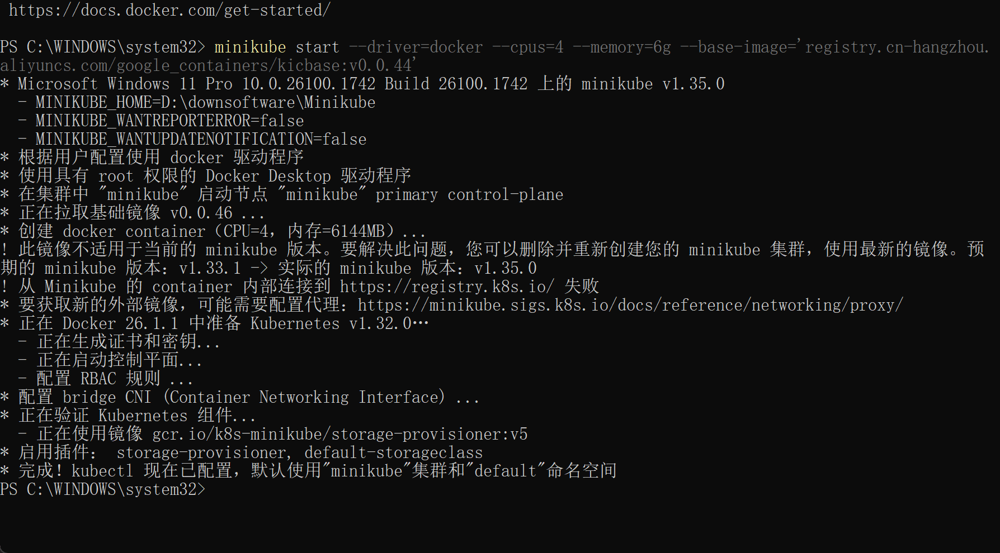 https://docs.docker.com/get-started/
PS C:\WINDOWS\system32> minikube start --driver=docker --cpus=4 --memory=6g --base-image='registry.cn-hangzhou.
aliyuncs.com/google_containers/kicbase:v0.0.44'
* Microsoft Windows 11 Pro 10.0.26100.1742 Build 26100.1742 上的 minikube v1.35.0
  - MINIKUBE_HOME=D:\downsoftware\Minikube
  - MINIKUBE_WANTREPORTERROR=false
  - MINIKUBE_WANTUPDATENOTIFICATION=false
* 根据用户配置使用 docker 驱动程序
* 使用具有 root 权限的 Docker Desktop 驱动程序
* 在集群中 "minikube" 启动节点 "minikube" primary control-plane
* 正在拉取基础镜像 v0.0.46 ...
* 创建 docker container（CPU=4，内存=6144MB）...
! 此镜像不适用于当前的 minikube 版本。要解决此问题，您可以删除并重新创建您的 minikube 集群，使用最新的镜像。预
期的 minikube 版本：v1.33.1 -> 实际的 minikube 版本：v1.35.0
! 从 Minikube 的 container 内部连接到 https://registry.k8s.io/ 失败
* 要获取新的外部镜像，可能需要配置代理：https://minikube.sigs.k8s.io/docs/reference/networking/proxy/
* 正在 Docker 26.1.1 中准备 Kubernetes v1.32.0…
  - 正在生成证书和密钥...
  - 正在启动控制平面...
  - 配置 RBAC 规则 ...
* 配置 bridge CNI (Container Networking Interface) ...
* 正在验证 Kubernetes 组件...
  - 正在使用镜像 gcr.io/k8s-minikube/storage-provisioner:v5
* 启用插件： storage-provisioner, default-storageclass
* 完成！kubectl 现在已配置，默认使用"minikube"集群和"default"命名空间
PS C:\WINDOWS\system32>